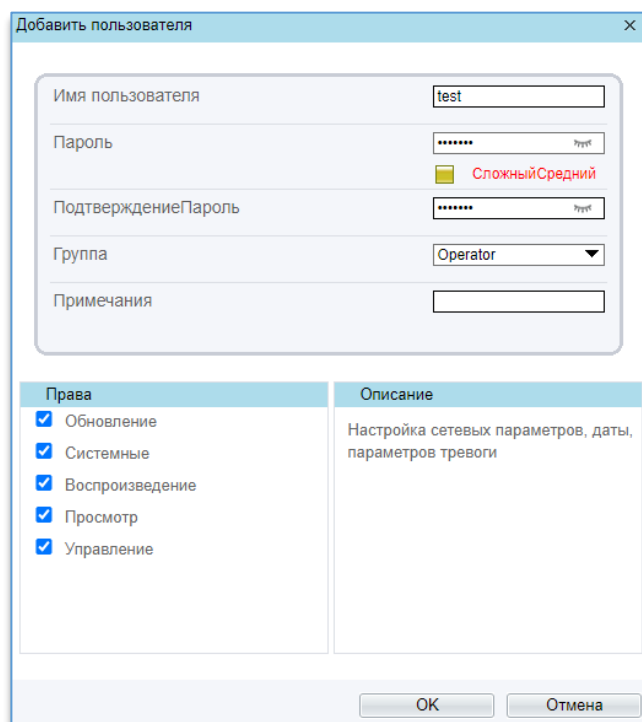 Добавить пользователя
Имя пользователя test
Пароль •••••••
СложныйСредний
ПодтверждениеПароль •••••••
Группа Operator
Примечания
Права
Обновление
Системные
Воспроизведение
Просмотр
Управление
Описание
Настройка сетевых параметров, даты,
параметров тревоги
OK Отмена